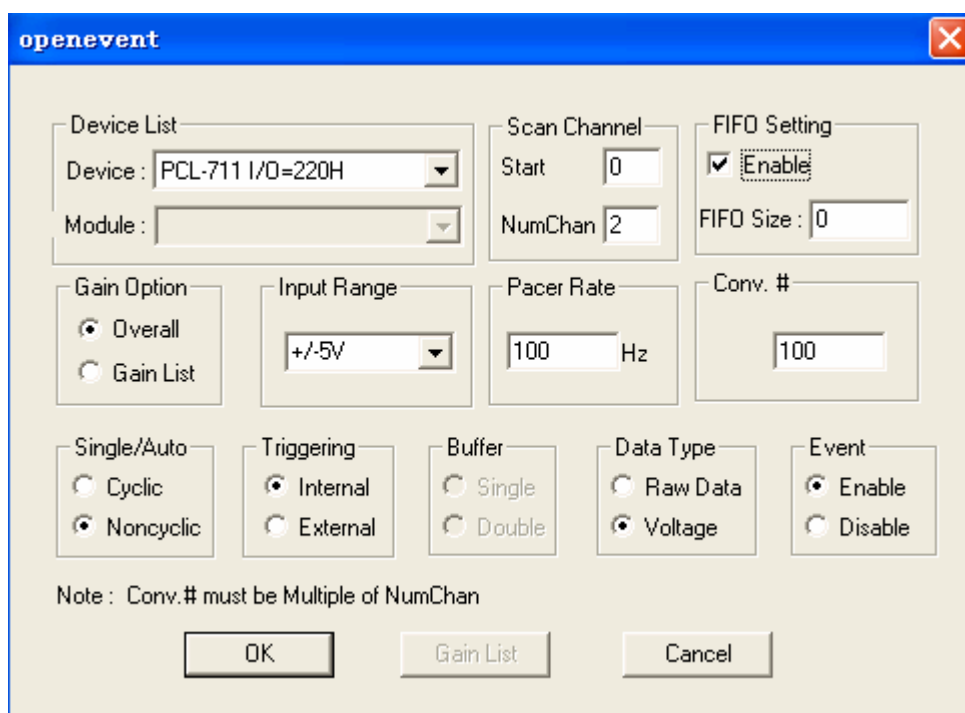 openevent
Device List
Device : PCL-711 I/O=220H
Module :
Scan Channel
Start 0
NumChan 2
FIFO Setting
Enable
FIFO Size : 0
Gain Option
Overall
Gain List
Input Range
+/-5V
Pacer Rate
100 Hz
Conv. #
100
Single/Auto
Cyclic
Noncyclic
Triggering
Internal
External
Buffer
Single
Double
Data Type
Raw Data
Voltage
Event
Enable
Disable
Note : Conv.# must be Multiple of NumChan
OK
Gain List
Cancel